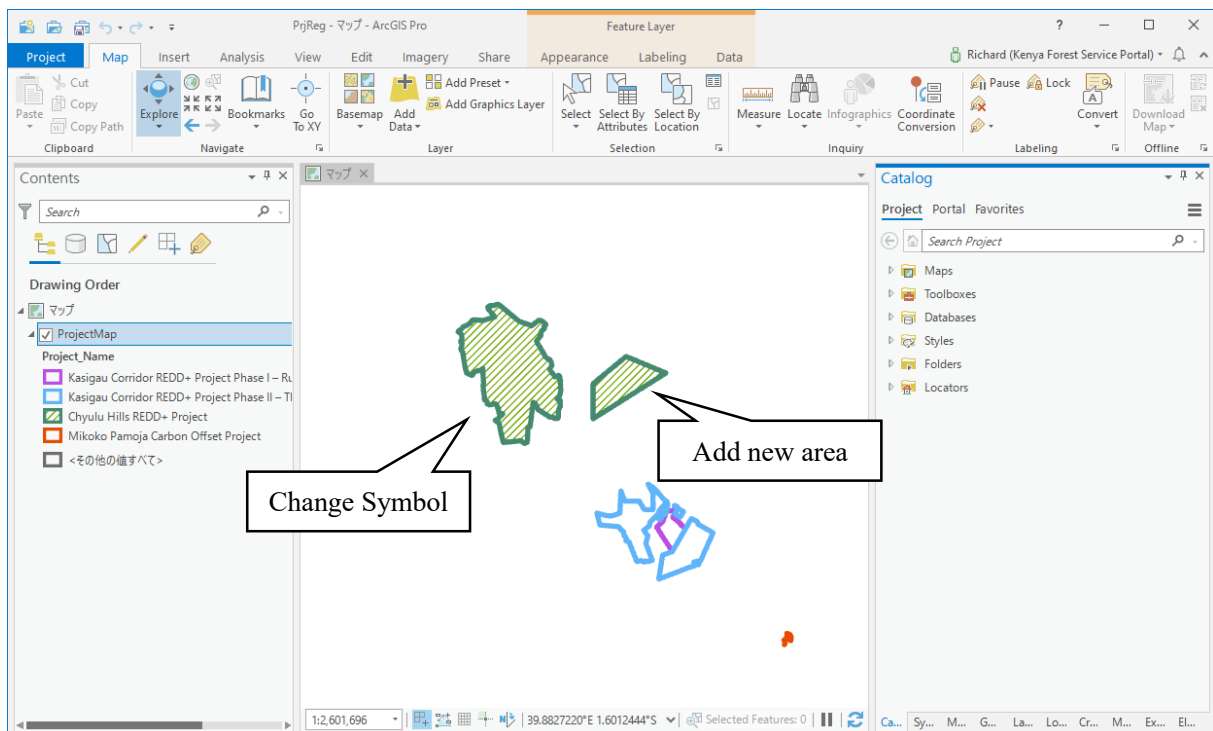 PrjReg - マップ - ArcGIS Pro
Feature Layer
?
Project Map Insert Analysis View Edit Imagery Share Appearance Labeling Data
Richard (Kenya Forest Service Portal)
Paste
Cut
Copy
Copy Path
Clipboard
Explore
Bookmarks
Go To XY
Navigate
Basemap
Add Data
Add Preset
Add Graphics Layer
Layer
Select
Select By Attributes
Select By Location
Selection
Measure
Locate
Infographics
Coordinate Conversion
Inquiry
Pause
Lock
Convert
Labeling
Download Map
Offline
Contents
Search
Drawing Order
マップ
ProjectMap
Project_Name
Kasigau Corridor REDD+ Project Phase I – Ru
Kasigau Corridor REDD+ Project Phase II – Tl
Chyulu Hills REDD+ Project
Mikoko Pamoja Carbon Offset Project
<その他の値すべて>
マップ
Change Symbol
Add new area
1:2,601,696
39.8827220°E 1.6012444°S
Selected Features: 0
Catalog
Project Portal Favorites
Search Project
Maps
Toolboxes
Databases
Styles
Folders
Locators
Ca... Sy... M... G... La... Lo... Cr... M... Ex... El...